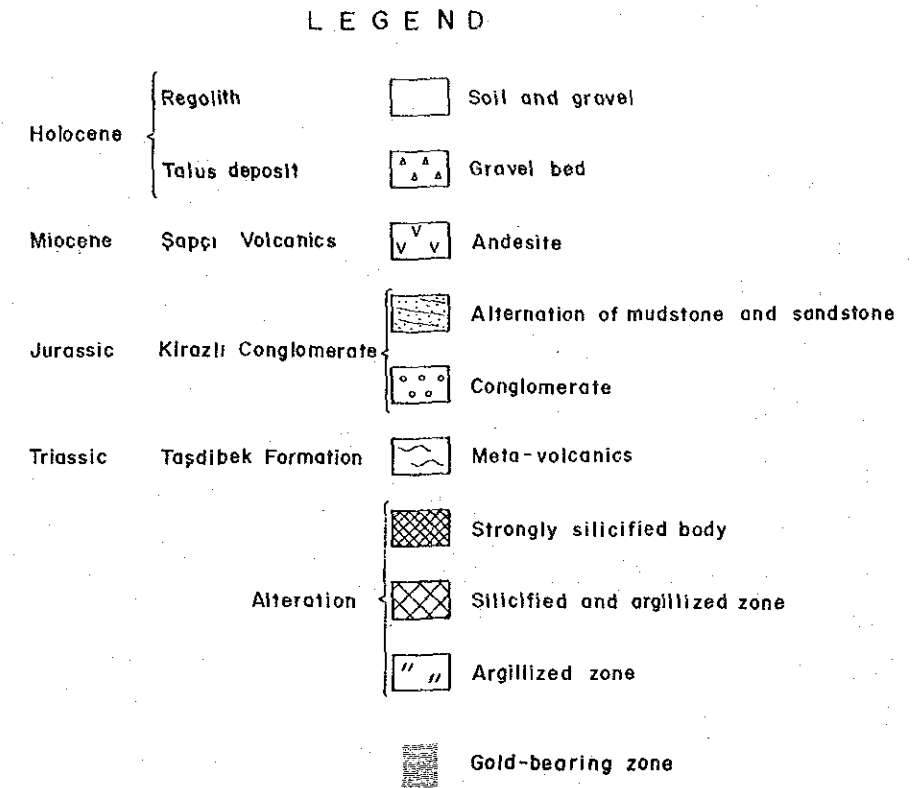 LEGEND
Regolith Soil and gravel
Holocene
Talus deposit Gravel bed
Miocene Şapçı Volcanics Andesite
Alternation of mudstone and sandstone
Jurassic Kirazlı Conglomerate
Conglomerate
Triassic Taşdibek Formation Meta-volcanics
Strongly silicified body
Alteration Silicified and argillized zone
Argillized zone
Gold-bearing zone